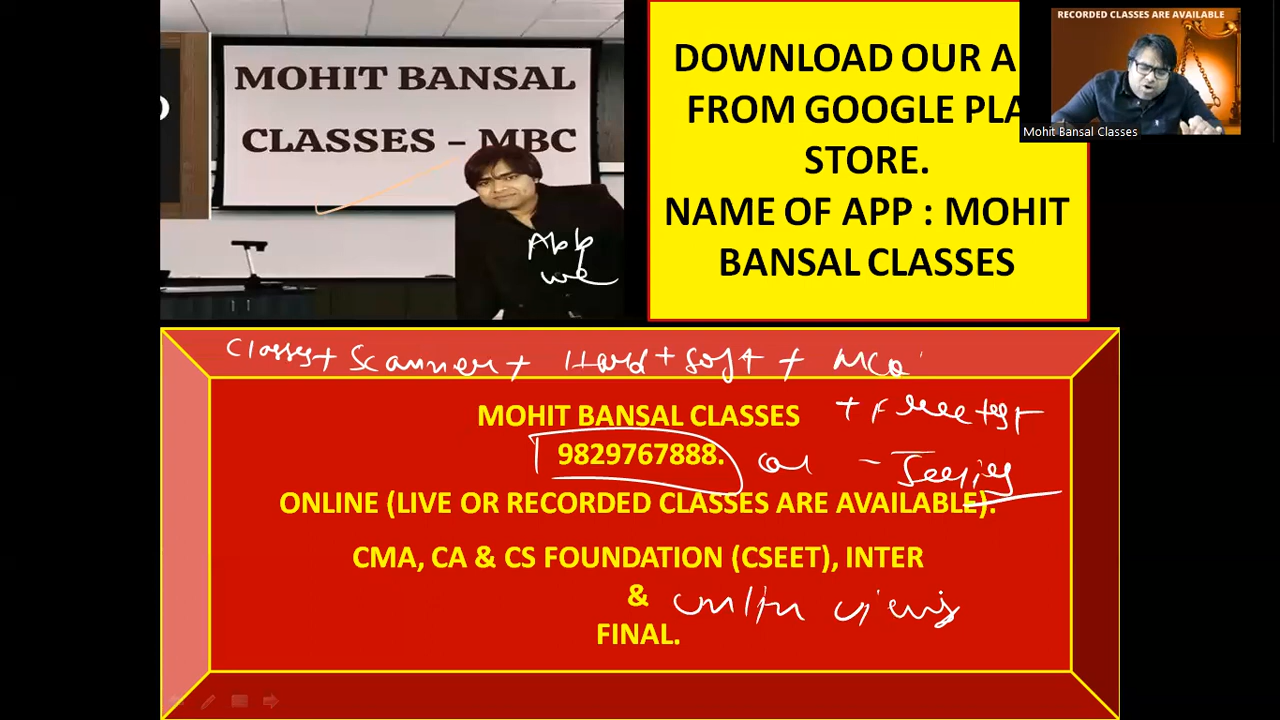 MOHIT BANSAL
CLASSES – MBC
App
we
DOWNLOAD OUR A
FROM GOOGLE PLA
STORE.
NAME OF APP : MOHIT
BANSAL CLASSES
RECORDED CLASSES ARE AVAILABLE
Mohit Bansal Classes
Classes + Scanner + Hard + Soft + MCQ
MOHIT BANSAL CLASSES
+ Free test
9829767888.
ONLINE (LIVE OR RECORDED CLASSES ARE AVAILABLE).
CMA, CA & CS FOUNDATION (CSEET), INTER
&
FINAL.